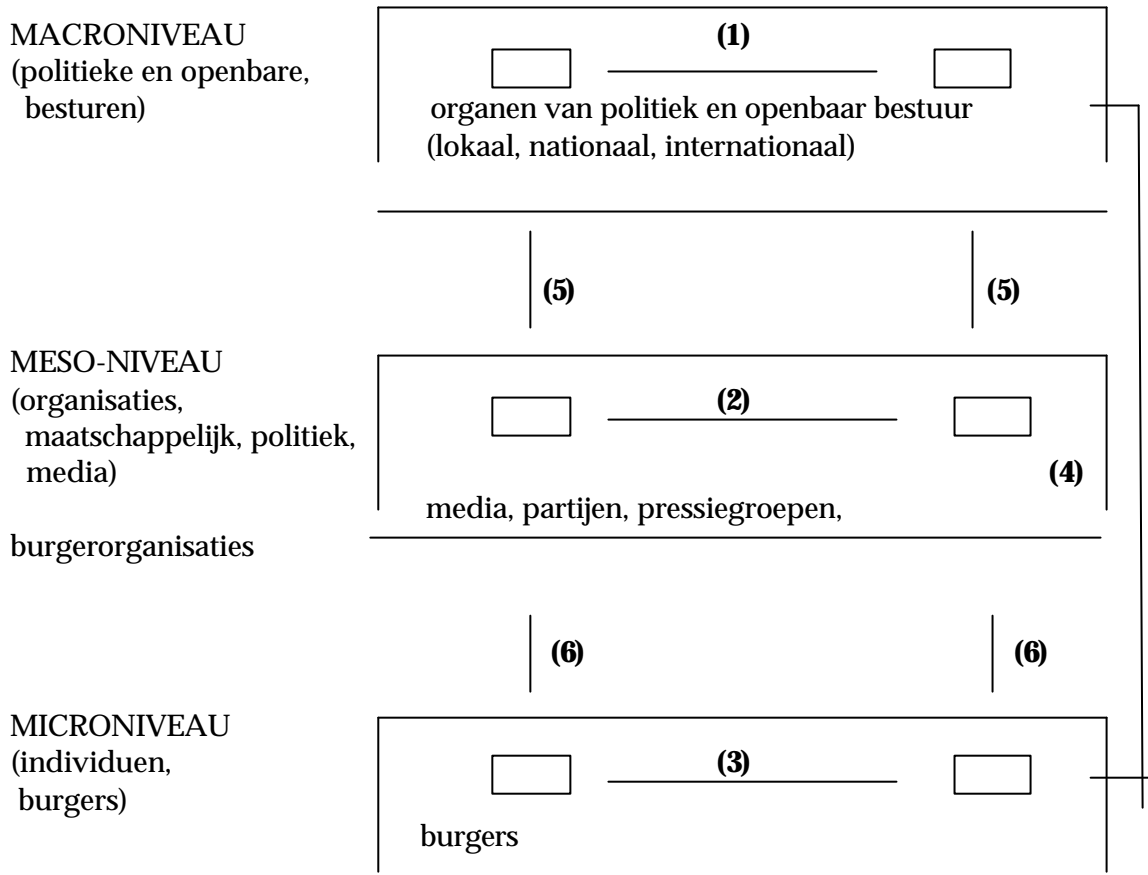 MACRONIVEAU
(politieke en openbare,
besturen)
(1)
organen van politiek en openbaar bestuur
(lokaal, nationaal, internationaal)
(5)
(5)
MESO-NIVEAU
(organisaties,
maatschappelijk, politiek,
media)
(2)
(4)
media, partijen, pressiegroepen,
burgerorganisaties
(6)
(6)
MICRONIVEAU
(individuen,
burgers)
(3)
burgers